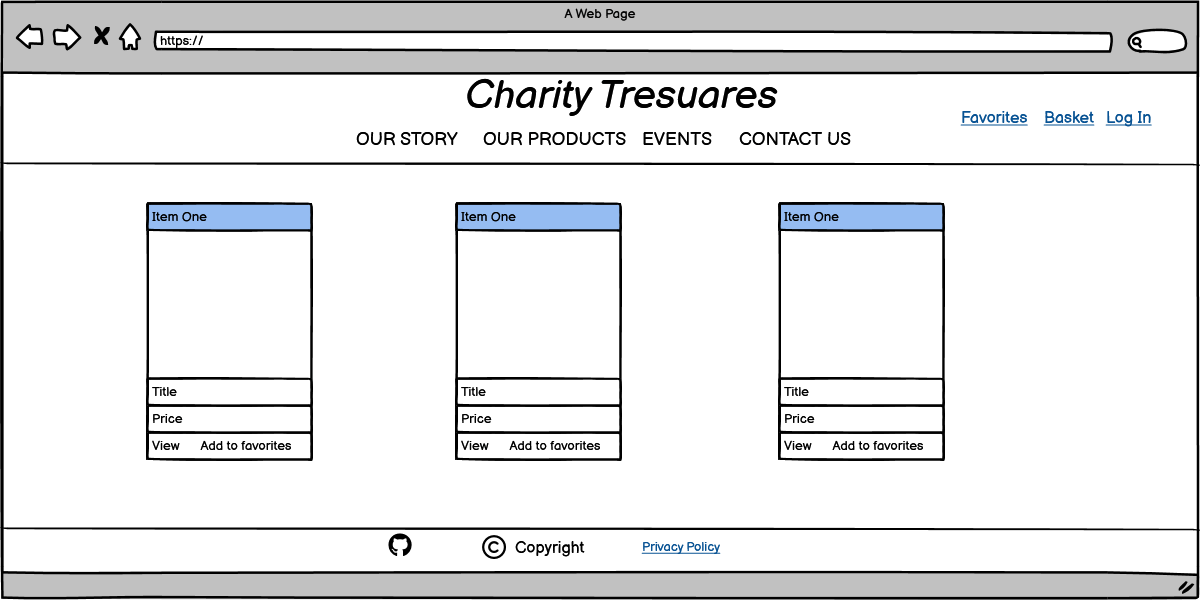 A Web Page
https://
Charity Tresuares
Favorites Basket Log In
OUR STORY OUR PRODUCTS EVENTS CONTACT US
Item One Item One Item One
Title Title Title
Price Price Price
View Add to favorites View Add to favorites View Add to favorites
© Copyright Privacy Policy